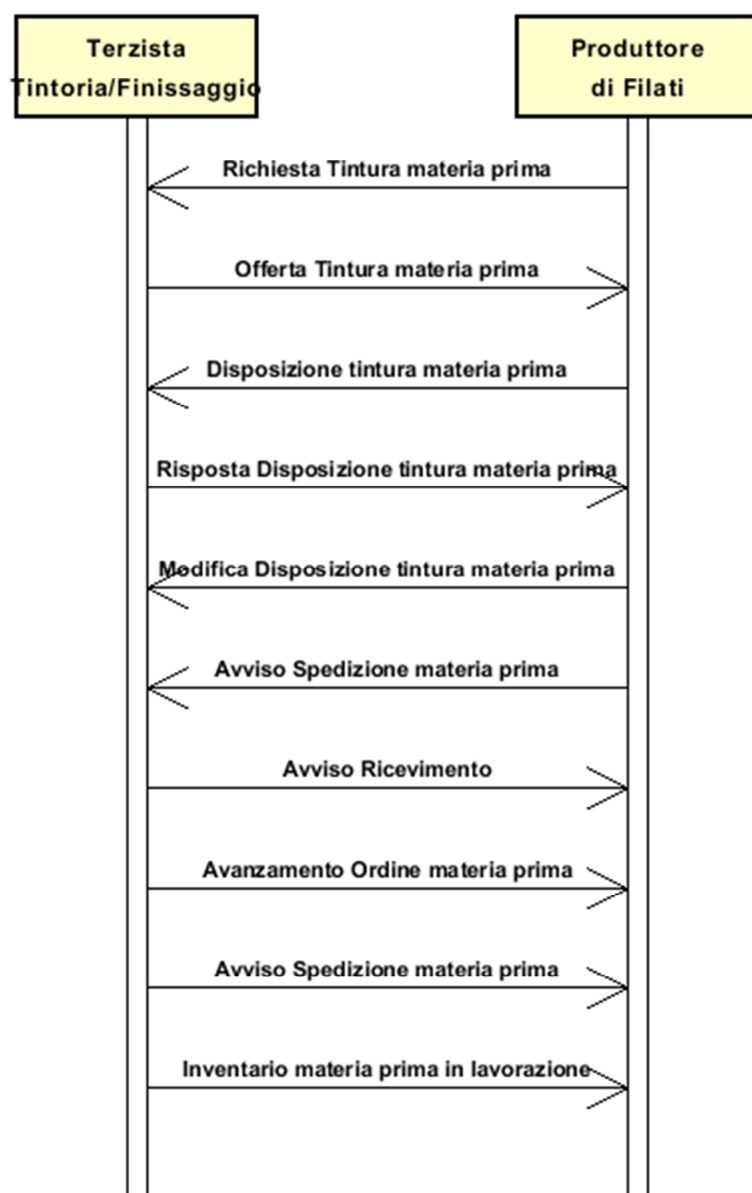 Terzista
Tintoria/Finissaggio
Produttore
di Filati
Richiesta Tintura materia prima
Offerta Tintura materia prima
Disposizione tintura materia prima
Risposta Disposizione tintura materia prima
Modifica Disposizione tintura materia prima
Avviso Spedizione materia prima
Avviso Ricevimento
Avanzamento Ordine materia prima
Avviso Spedizione materia prima
Inventario materia prima in lavorazione